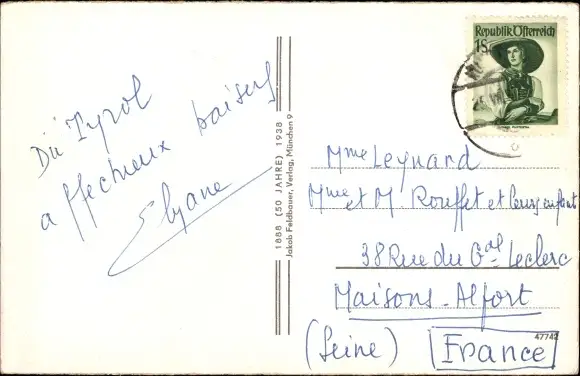 Du Tyrol
affectueux baisers
Elyane
1888 (50 JAHRE) 1938
Jakob Feldbauer, Verlag, München 9
Republik Österreich
1S
Mme Leynard
Mme et M. Rouffet et leurs enfants
38 Rue du Gal Leclerc
Maisons-Alfort
(Seine) France
47742